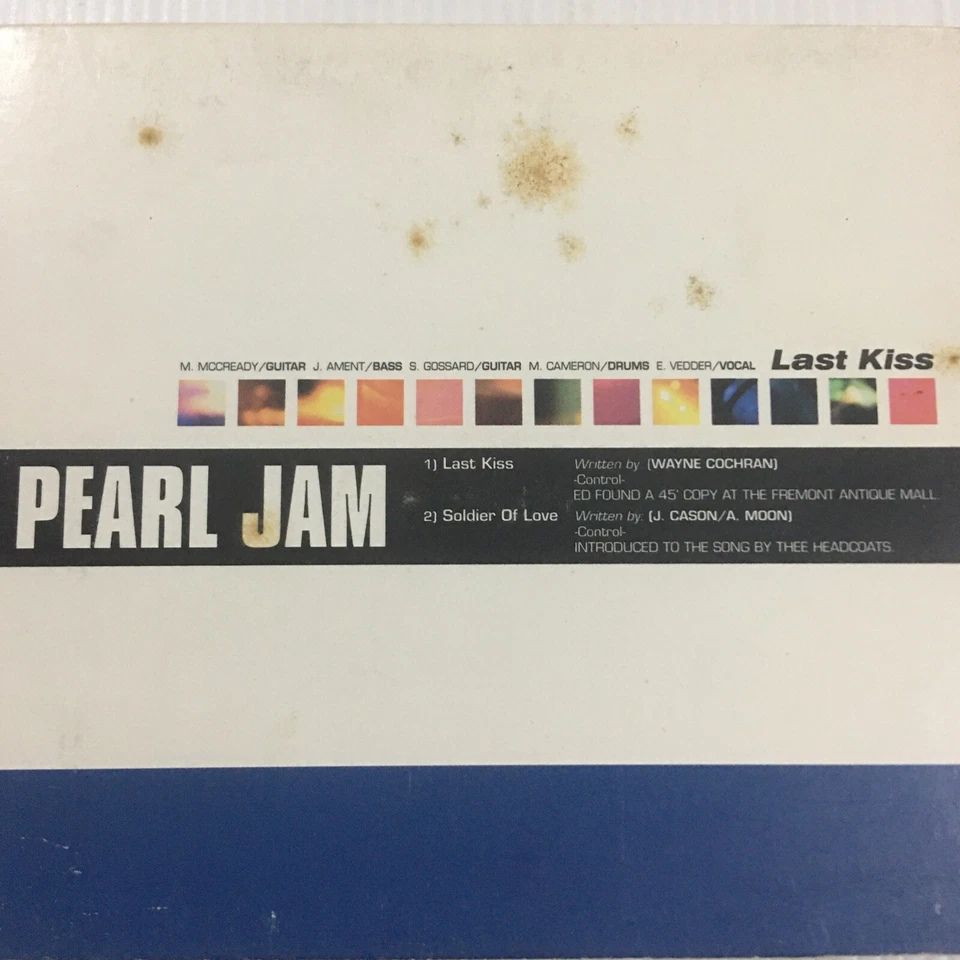 M. MCCREADY/GUITAR J. AMENT/BASS S. GOSSARD/GUITAR M. CAMERON/DRUMS E. VEDDER/VOCAL Last Kiss
PEARL JAM
1) Last Kiss Written by (WAYNE COCHRAN)
-Control-
ED FOUND A 45' COPY AT THE FREMONT ANTIQUE MALL.
2) Soldier Of Love Written by: (J. CASON/A. MOON)
-Control-
INTRODUCED TO THE SONG BY THEE HEADCOATS.